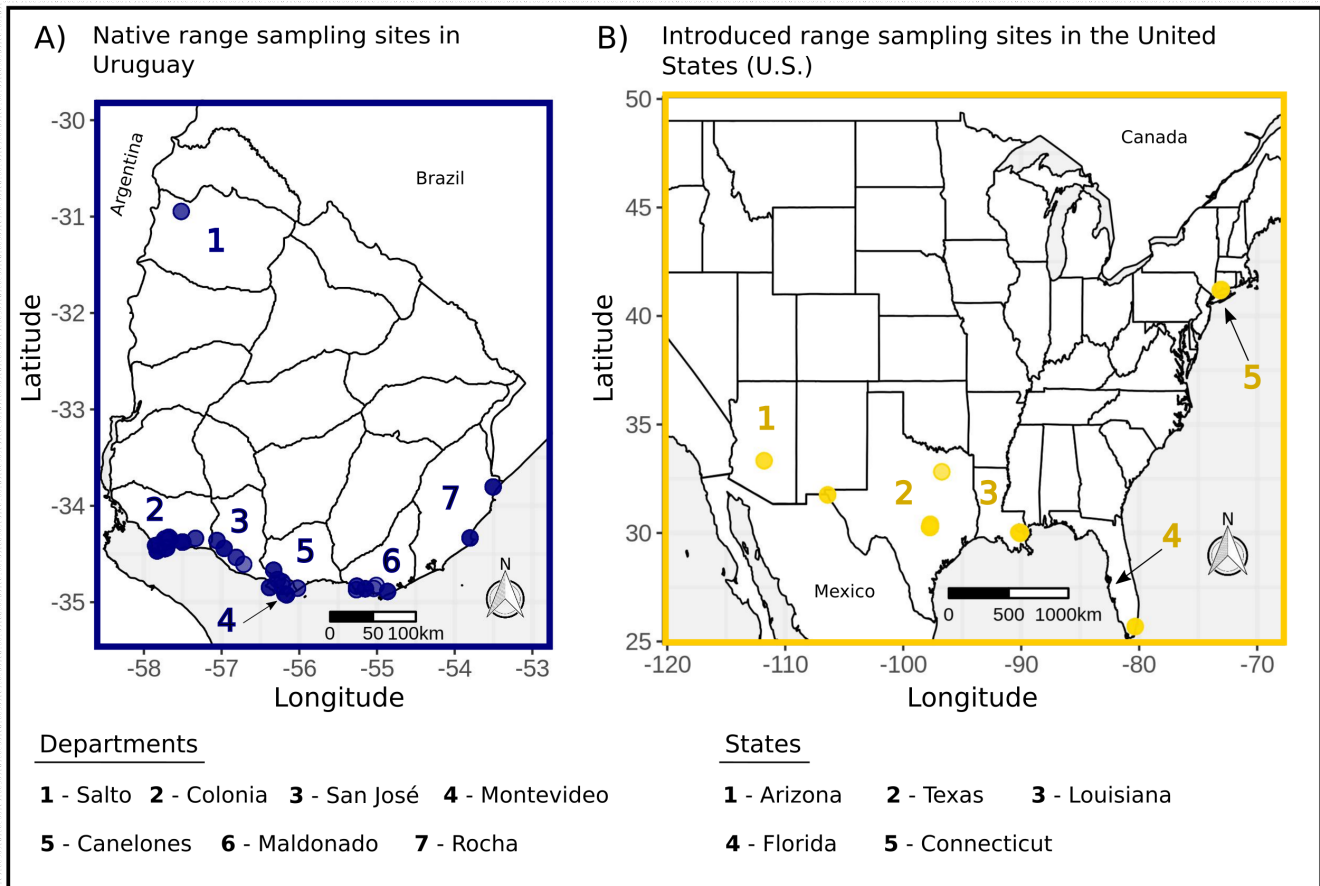 A) Native range sampling sites in
Uruguay
-30
-31
-32
-33
-34
-35
Latitude
Argentina
Brazil
1
2
3
4
5
6
7
N
0 50 100km
-58 -57 -56 -55 -54 -53
Longitude
B) Introduced range sampling sites in the United
States (U.S.)
50
45
40
35
30
25
Latitude
Canada
Mexico
1
2
3
4
5
N
0 500 1000km
-120 -110 -100 -90 -80 -70
Longitude
Departments
1 - Salto 2 - Colonia 3 - San José 4 - Montevideo
5 - Canelones 6 - Maldonado 7 - Rocha
States
1 - Arizona 2 - Texas 3 - Louisiana
4 - Florida 5 - Connecticut